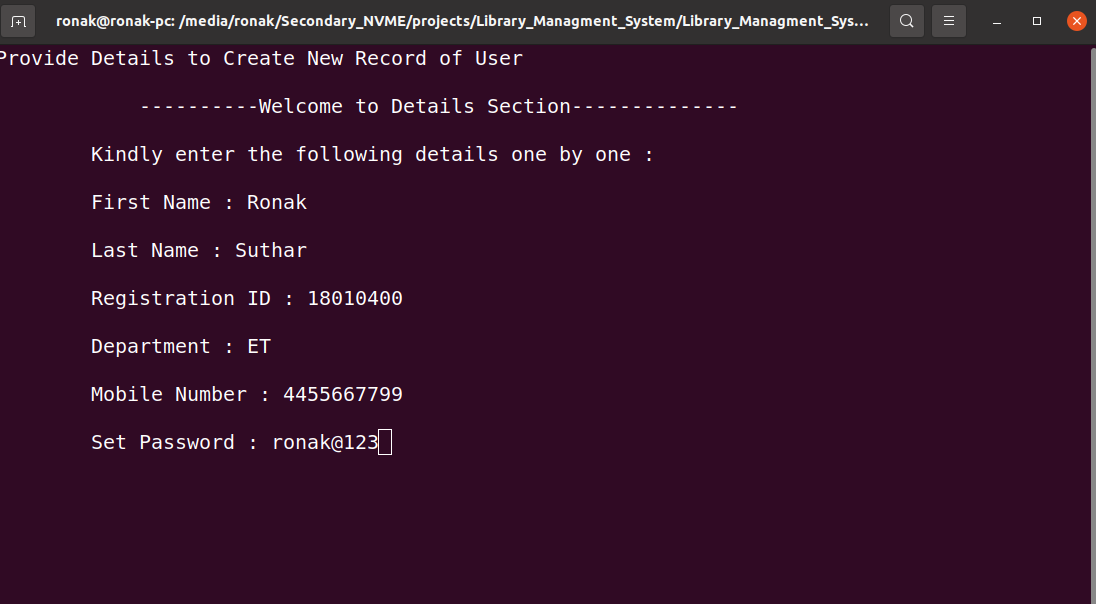 ronak@ronak-pc: /media/ronak/Secondary_NVME/projects/Library_Managment_System/Library_Managment_Sys...
Provide Details to Create New Record of User
----------Welcome to Details Section--------------
Kindly enter the following details one by one :
First Name : Ronak
Last Name : Suthar
Registration ID : 18010400
Department : ET
Mobile Number : 4455667799
Set Password : ronak@123